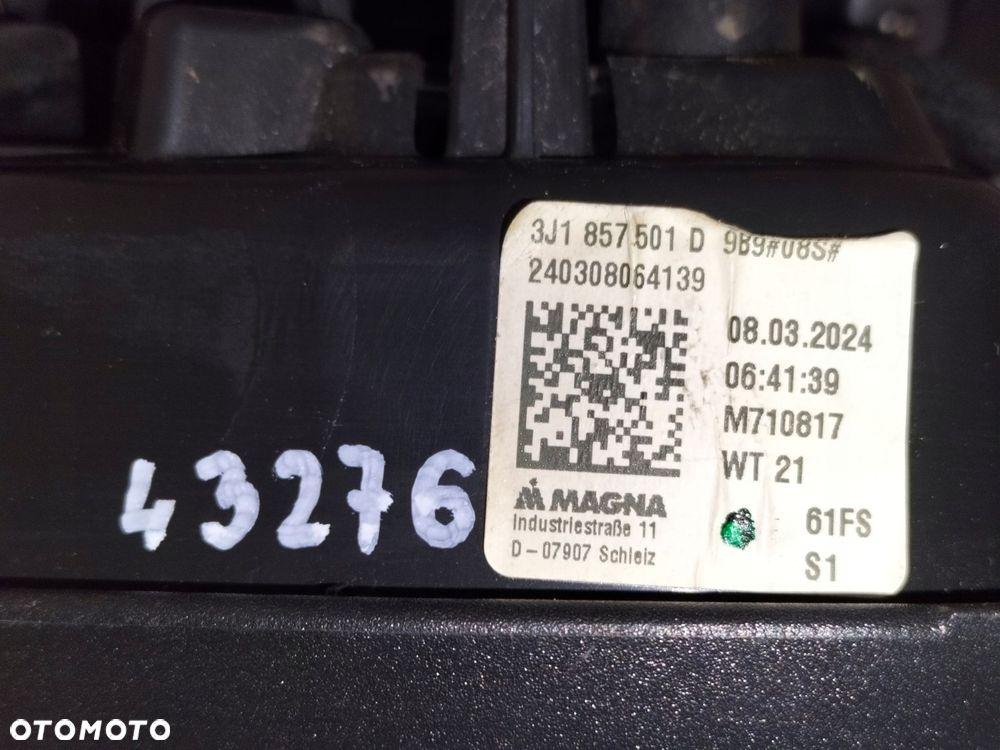 3J1 857 501 D 9B9#08S#
240308064139
08.03.2024
06:41:39
M710817
WT 21
MAGNA
Industriestraße 11
D-07907 Schleiz
61FS
S1
43276
OTOMOTO